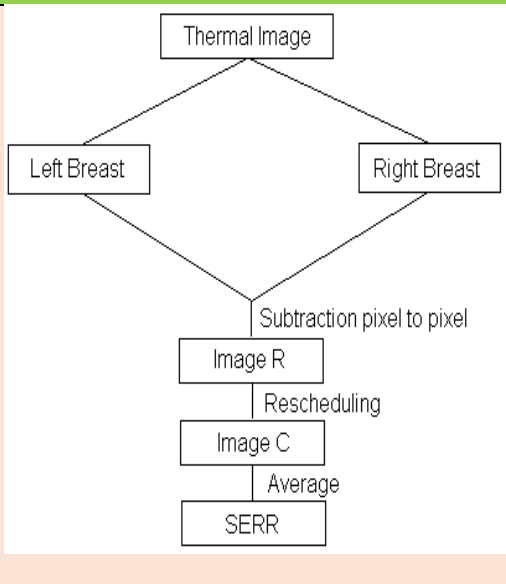 Thermal Image
Left Breast
Right Breast
Subtraction pixel to pixel
Image R
Rescheduling
Image C
Average
SERR